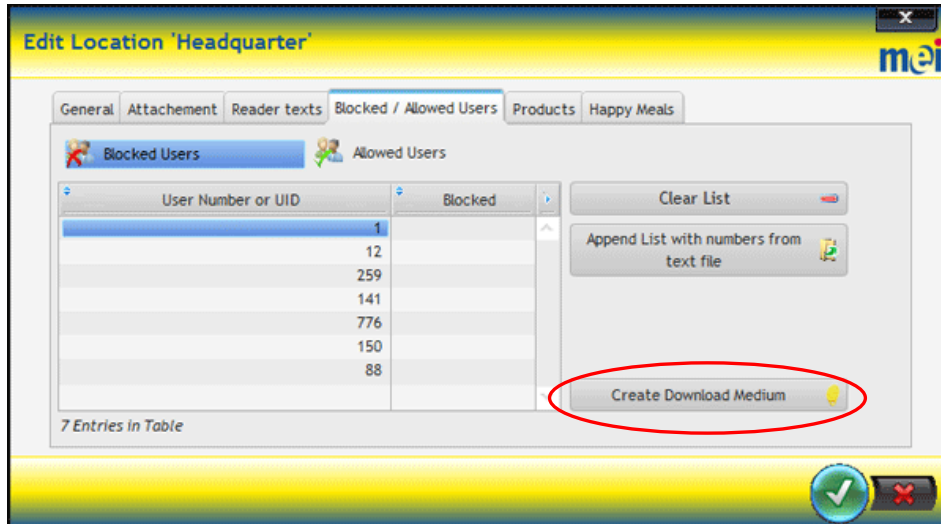 X
Edit Location 'Headquarter'
mei
General Attachement Reader texts Blocked / Allowed Users Products Happy Meals
Blocked Users Allowed Users
User Number or UID Blocked Clear List
1
Append List with numbers from
text file
12
259
141
776
150
88
Create Download Medium
7 Entries in Table